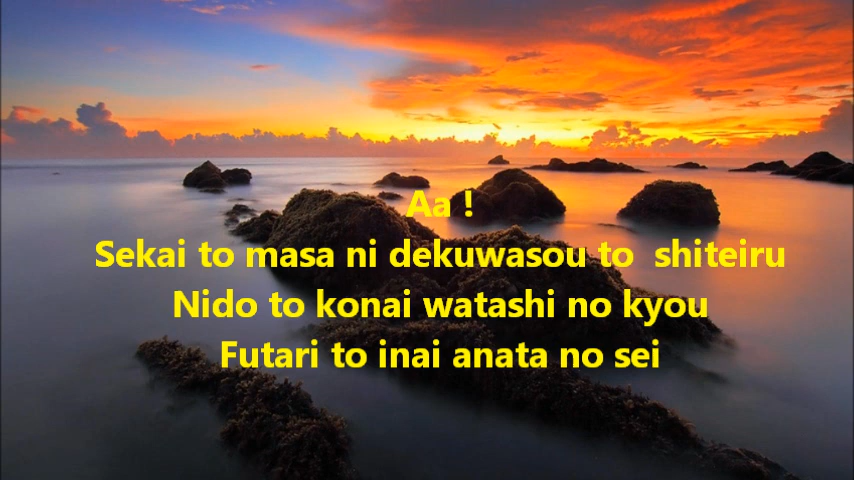 Aa !
Sekai to masa ni dekuwasou to  shiteiru
Nido to konai watashi no kyou
Futari to inai anata no sei